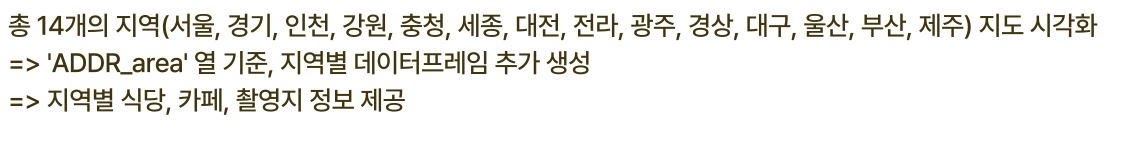 총 14개의 지역(서울, 경기, 인천, 강원, 충청, 세종, 대전, 전라, 광주, 경상, 대구, 울산, 부산, 제주) 지도 시각화
=> 'ADDR_area' 열 기준, 지역별 데이터프레임 추가 생성
=> 지역별 식당, 카페, 촬영지 정보 제공